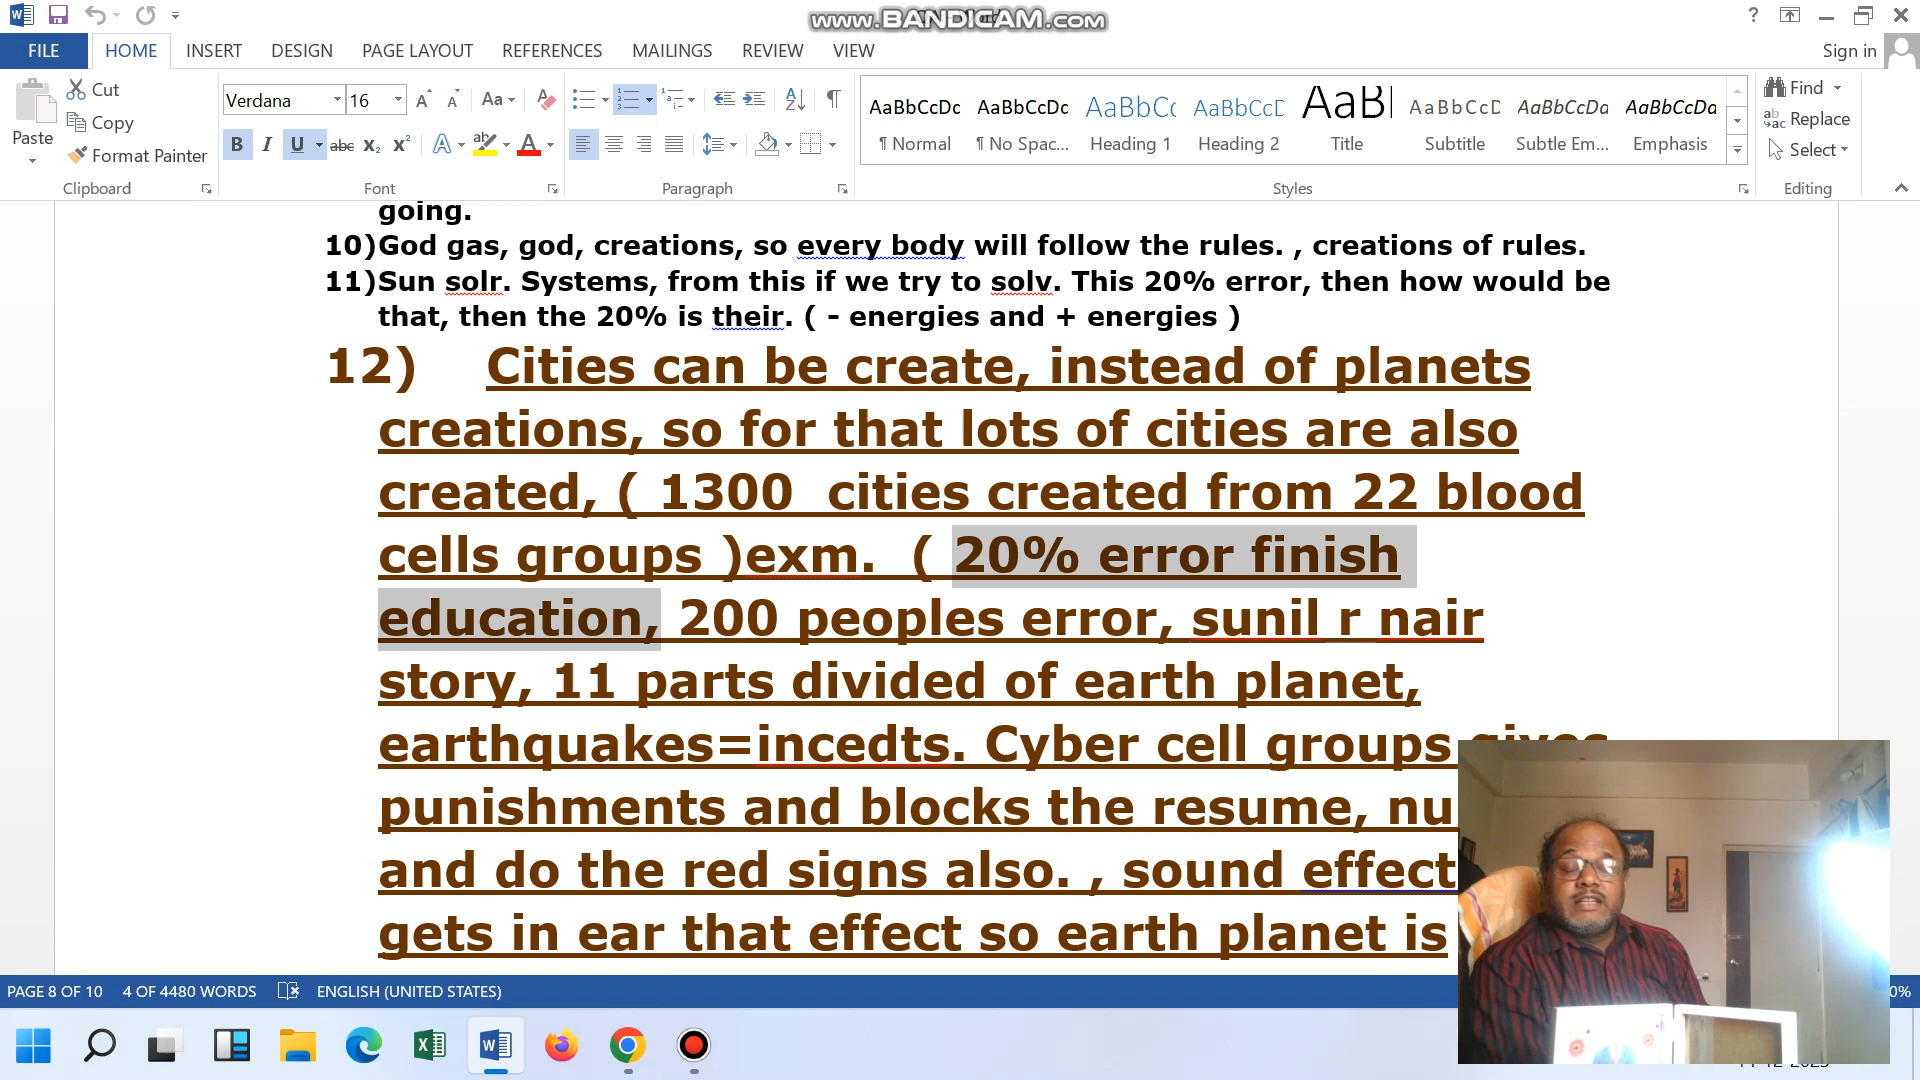 www.BANDICAM.com
FILE HOME INSERT DESIGN PAGE LAYOUT REFERENCES MAILINGS REVIEW VIEW Sign in
Cut
Copy
Paste
Format Painter
Clipboard
Verdana 16
Font
Paragraph
AaBbCcDc AaBbCcDc AaBbC AaBbCcD AaB AaBbCcD AaBbCcDa AaBbCcDa
¶ Normal ¶ No Spac... Heading 1 Heading 2 Title Subtitle Subtle Em... Emphasis
Styles
Find
Replace
Select
Editing
going.
10)God gas, god, creations, so every body will follow the rules. , creations of rules.
11)Sun solr. Systems, from this if we try to solv. This 20% error, then how would be
that, then the 20% is their. ( - energies and + energies )
12) Cities can be create, instead of planets
creations, so for that lots of cities are also
created, ( 1300 cities created from 22 blood
cells groups )exm. ( 20% error finish
education, 200 peoples error, sunil r nair
story, 11 parts divided of earth planet,
earthquakes=incedts. Cyber cell groups gives
punishments and blocks the resume, nu
and do the red signs also. , sound effect
gets in ear that effect so earth planet is
PAGE 8 OF 10 4 OF 4480 WORDS ENGLISH (UNITED STATES)